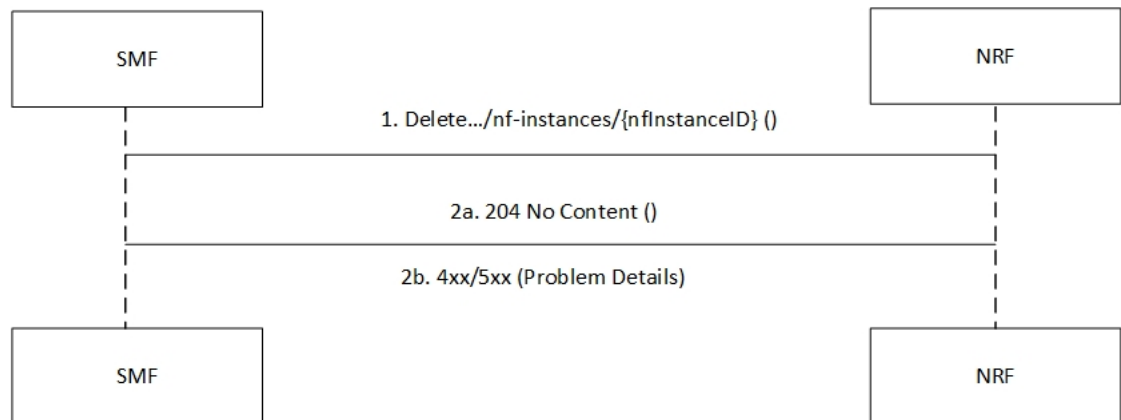 SMF
NRF
1. Delete.../nf-instances/{nfInstanceID} ()
2a. 204 No Content ()
2b. 4xx/5xx (Problem Details)
SMF
NRF